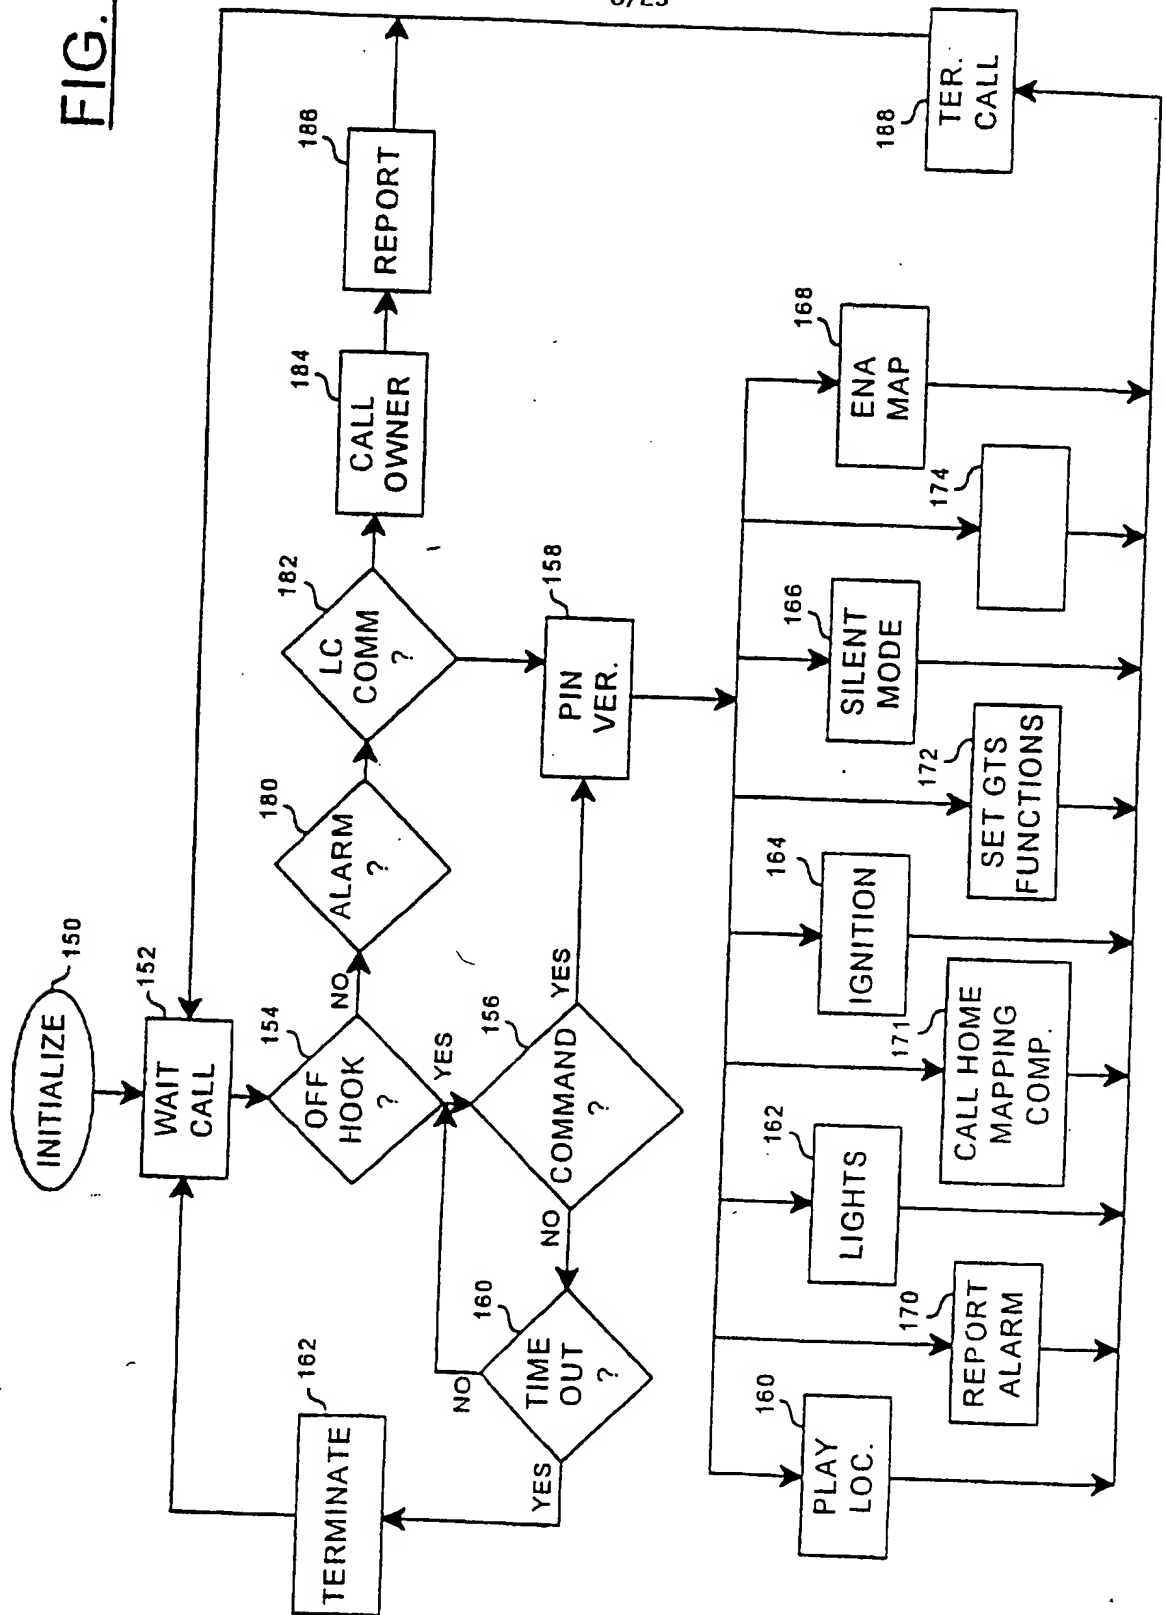 FIG.
INITIALIZE
150
WAIT
CALL
152
OFF
HOOK
?
154
NO
YES
ALARM
?
180
LC
COMM
?
182
CALL
OWNER
184
REPORT
186
COMMAND
?
156
YES
NO
PIN
VER.
158
TIME
OUT
?
160
NO
YES
TERMINATE
162
PLAY
LOC.
160
REPORT
ALARM
170
LIGHTS
162
CALL HOME
MAPPING
COMP.
171
IGNITION
164
SET GTS
FUNCTIONS
172
SILENT
MODE
166
174
ENA
MAP
168
TER.
CALL
188